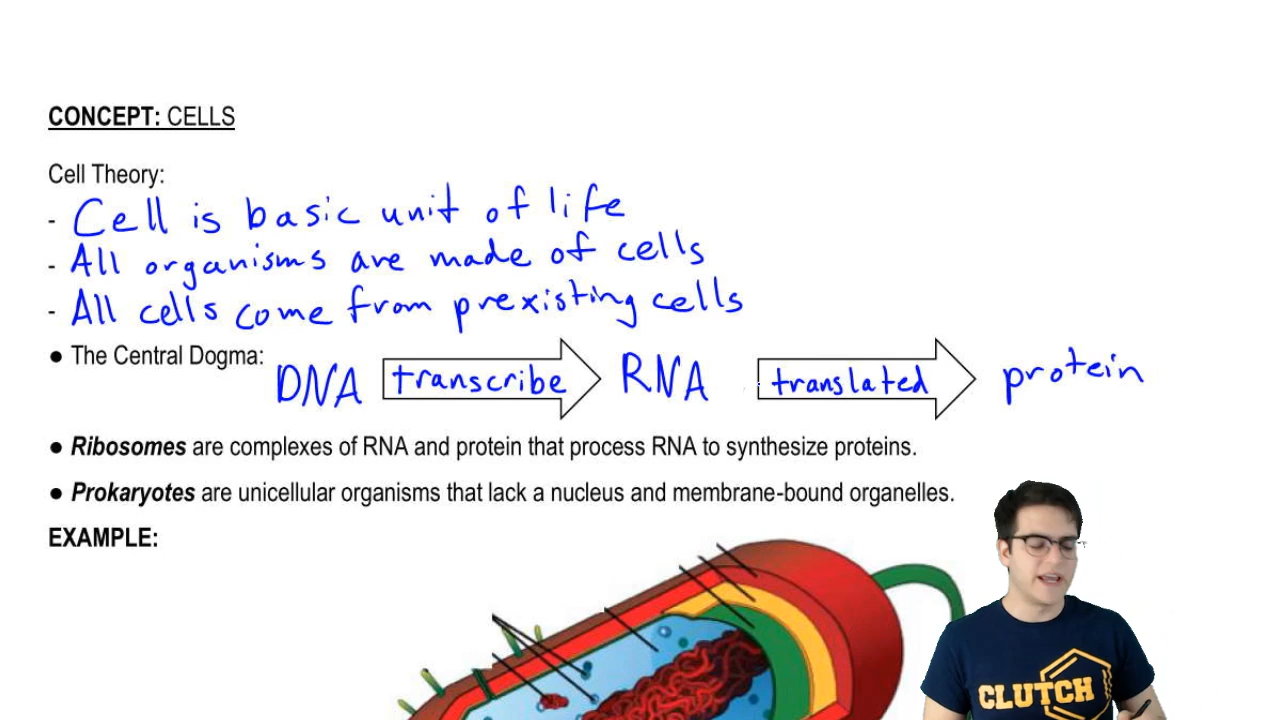 CONCEPT: CELLS
Cell Theory:
- Cell is basic unit of life
- All organisms are made of cells
- All cells come from prexisting cells
● The Central Dogma: DNA transcribe RNA translated protein
● Ribosomes are complexes of RNA and protein that process RNA to synthesize proteins.
● Prokaryotes are unicellular organisms that lack a nucleus and membrane-bound organelles.
EXAMPLE:
CLUTCH